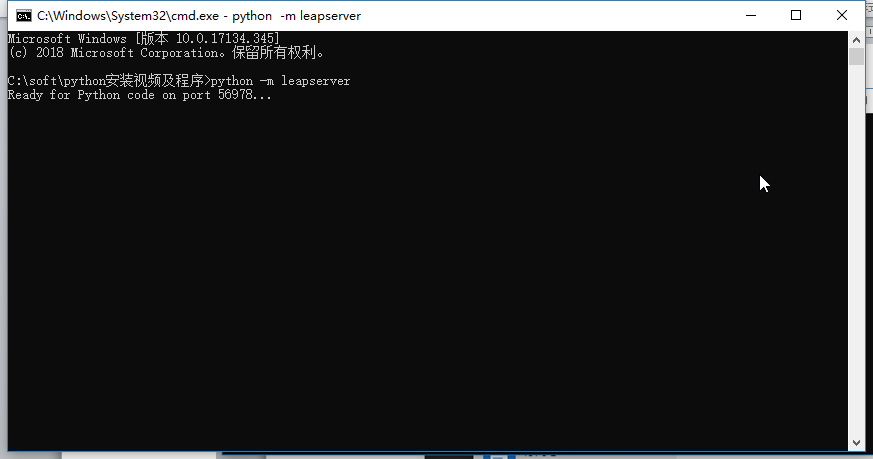 C:\Windows\System32\cmd.exe - python  -m leapserver
Microsoft Windows [版本 10.0.17134.345]
(c) 2018 Microsoft Corporation。保留所有权利。
C:\soft\python安装视频及程序>python -m leapserver
Ready for Python code on port 56978...